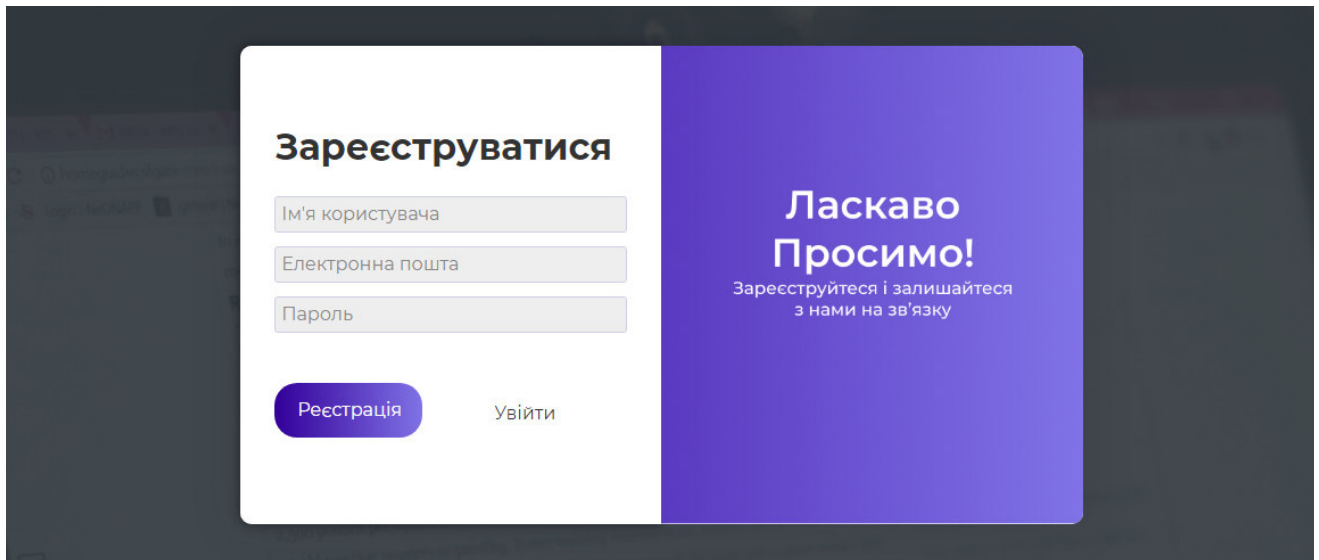 Зареєструватися
Ім'я користувача
Електронна пошта
Пароль
Реєстрація
Увійти
Ласкаво
Просимо!
Зареєструйтеся і залишайтеся
з нами на зв'язку